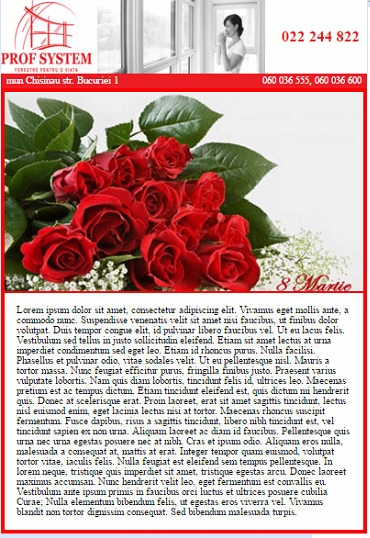 022 244 822
PROF SYSTEM
FERESTRE PENTRU O VIATA
mun Chisinau str. Bucuriei 1 060 036 555, 060 036 600
8 Martie
Lorem ipsum dolor sit amet, consectetur adipiscing elit. Vivamus eget mollis ante, a
commodo nunc. Suspendisse venenatis velit sit amet nisi faucibus, ut finibus dolor
volutpat. Duis tempor congue elit, id pulvinar libero faucibus vel. Ut eu lacus felis.
Vestibulum sed tellus in justo sollicitudin eleifend. Etiam sit amet lectus at urna
imperdiet condimentum sed eget leo. Etiam id rhoncus purus. Nulla facilisi.
Phasellus et pulvinar odio, vitae sodales velit. Ut eu pellentesque nisl. Mauris a
tortor massa. Nunc feugiat efficitur purus, fringilla finibus justo. Praesent varius
vulputate lobortis. Nam quis diam lobortis, tincidunt felis id, ultrices leo. Maecenas
pretium est ac tempus dictum. Etiam tincidunt eleifend est, quis dictum mi hendrerit
quis. Donec at scelerisque erat. Proin laoreet, erat sit amet sagittis tincidunt, lectus
nisl euismod enim, eget lacinia lectus nisi at tortor. Maecenas rhoncus suscipit
fermentum. Fusce dapibus, risus a sagittis tincidunt, libero nibh tincidunt est, vel
tincidunt sapien ex non urna. Aliquam laoreet ac diam id faucibus. Pellentesque quis
urna nec urna egestas posuere nec at nibh. Cras et ipsum odio. Aliquam eros nulla,
malesuada a consequat at, mattis at erat. Integer tempor quam euismod, volutpat
tortor vitae, iaculis felis. Nulla feugiat est eleifend sem tempus pellentesque. In
lorem neque, tristique quis imperdiet sit amet, tristique egestas arcu. Donec laoreet
maximus accumsan. Nunc hendrerit velit leo, eget fermentum est convallis eu.
Vestibulum ante ipsum primis in faucibus orci luctus et ultrices posuere cubilia
Curae; Nulla elementum bibendum felis, ut egestas eros viverra vel. Vivamus
blandit non tortor dignissim consequat. Sed bibendum malesuada turpis.